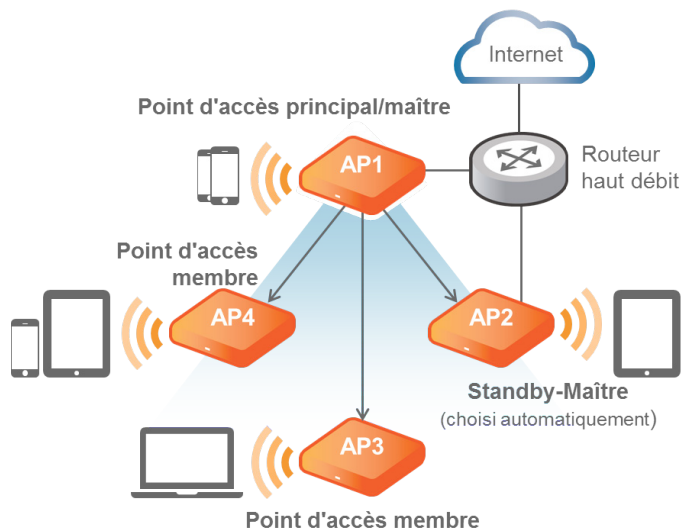 Internet
Point d'accès principal/maître
AP1
Routeur
haut débit
Point d'accès
membre
AP4
AP2
Standby-Maître
(choisi automatiquement)
AP3
Point d'accès membre